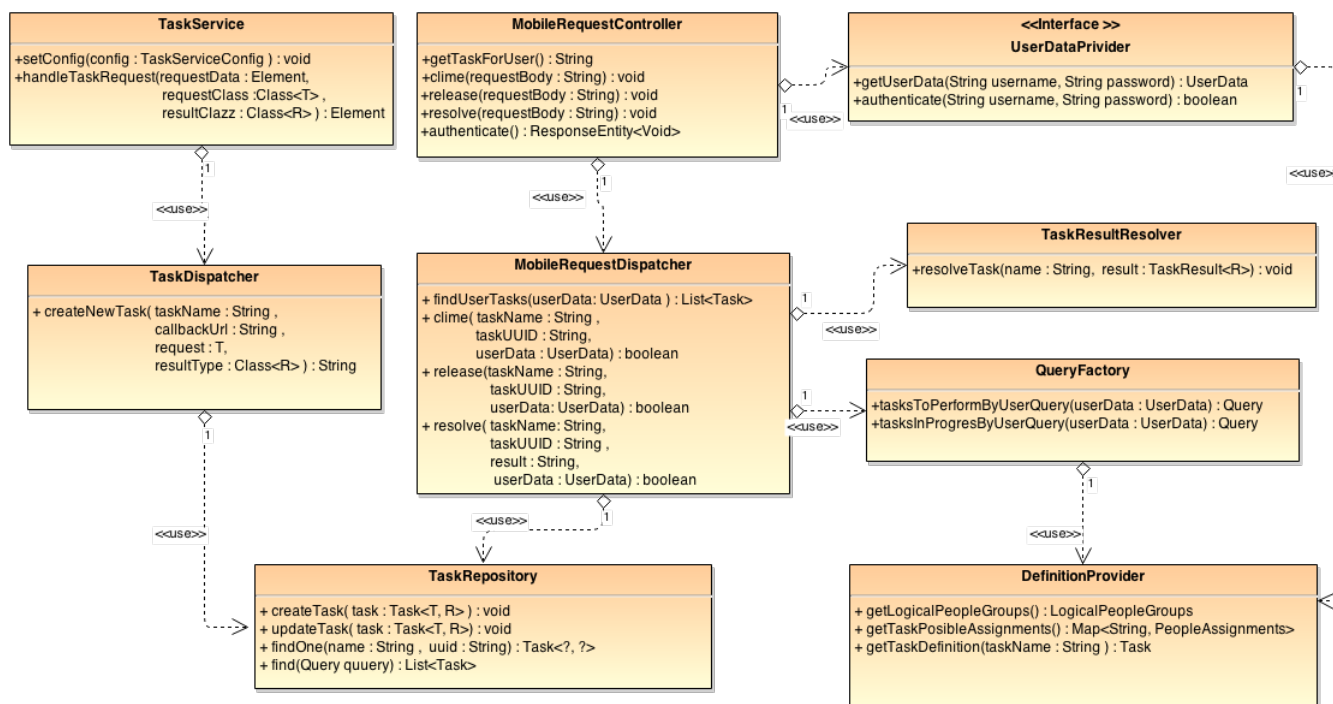 TaskService
+setConfig(config : TaskServiceConfig ) : void
+handleTaskRequest(requestData : Element,
requestClass :Class<T> ,
resultClazz : Class<R> ) : Element
1
<<use>>
MobileRequestController
+getTaskForUser() : String
+clime(requestBody : String) : void
+release(requestBody : String) : void
+resolve(requestBody : String) : void
+authenticate() : ResponseEntity<Void>
1
<<use>>
1
<<use>>
<<Interface >>
UserDataPrivider
+getUserData(String username, String password) : UserData
+authenticate(String username, String password) : boolean
1
<<use>>
TaskDispatcher
+ createNewTask( taskName : String ,
callbackUrl : String ,
request : T,
resultType : Class<R> ) : String
1
<<use>>
MobileRequestDispatcher
+ findUserTasks(userData: UserData ) : List<Task>
+ clime( taskName : String ,
taskUUID : String,
userData : UserData) : boolean
+ release(taskName : String,
taskUUID : String,
userData: UserData) : boolean
+ resolve( taskName: String,
taskUUID : String ,
result : String,
userData : UserData) : boolean
1
<<use>>
1
<<use>>
1
<<use>>
TaskResultResolver
+resolveTask(name : String, result : TaskResult<R>) : void
QueryFactory
+tasksToPerformByUserQuery(userData : UserData) : Query
+tasksInProgresByUserQuery(userData : UserData) : Query
1
<<use>>
TaskRepository
+ createTask( task : Task<T, R> ) : void
+ updateTask( task : Task<T, R>) : void
+ findOne(name : String , uuid : String) : Task<?, ?>
+ find(Query quuery) : List<Task>
DefinitionProvider
+ getLogicalPeopleGroups() : LogicalPeopleGroups
+ getTaskPosibleAssignments() : Map<String, PeopleAssignments>
+ getTaskDefinition(taskName : String ) : Task